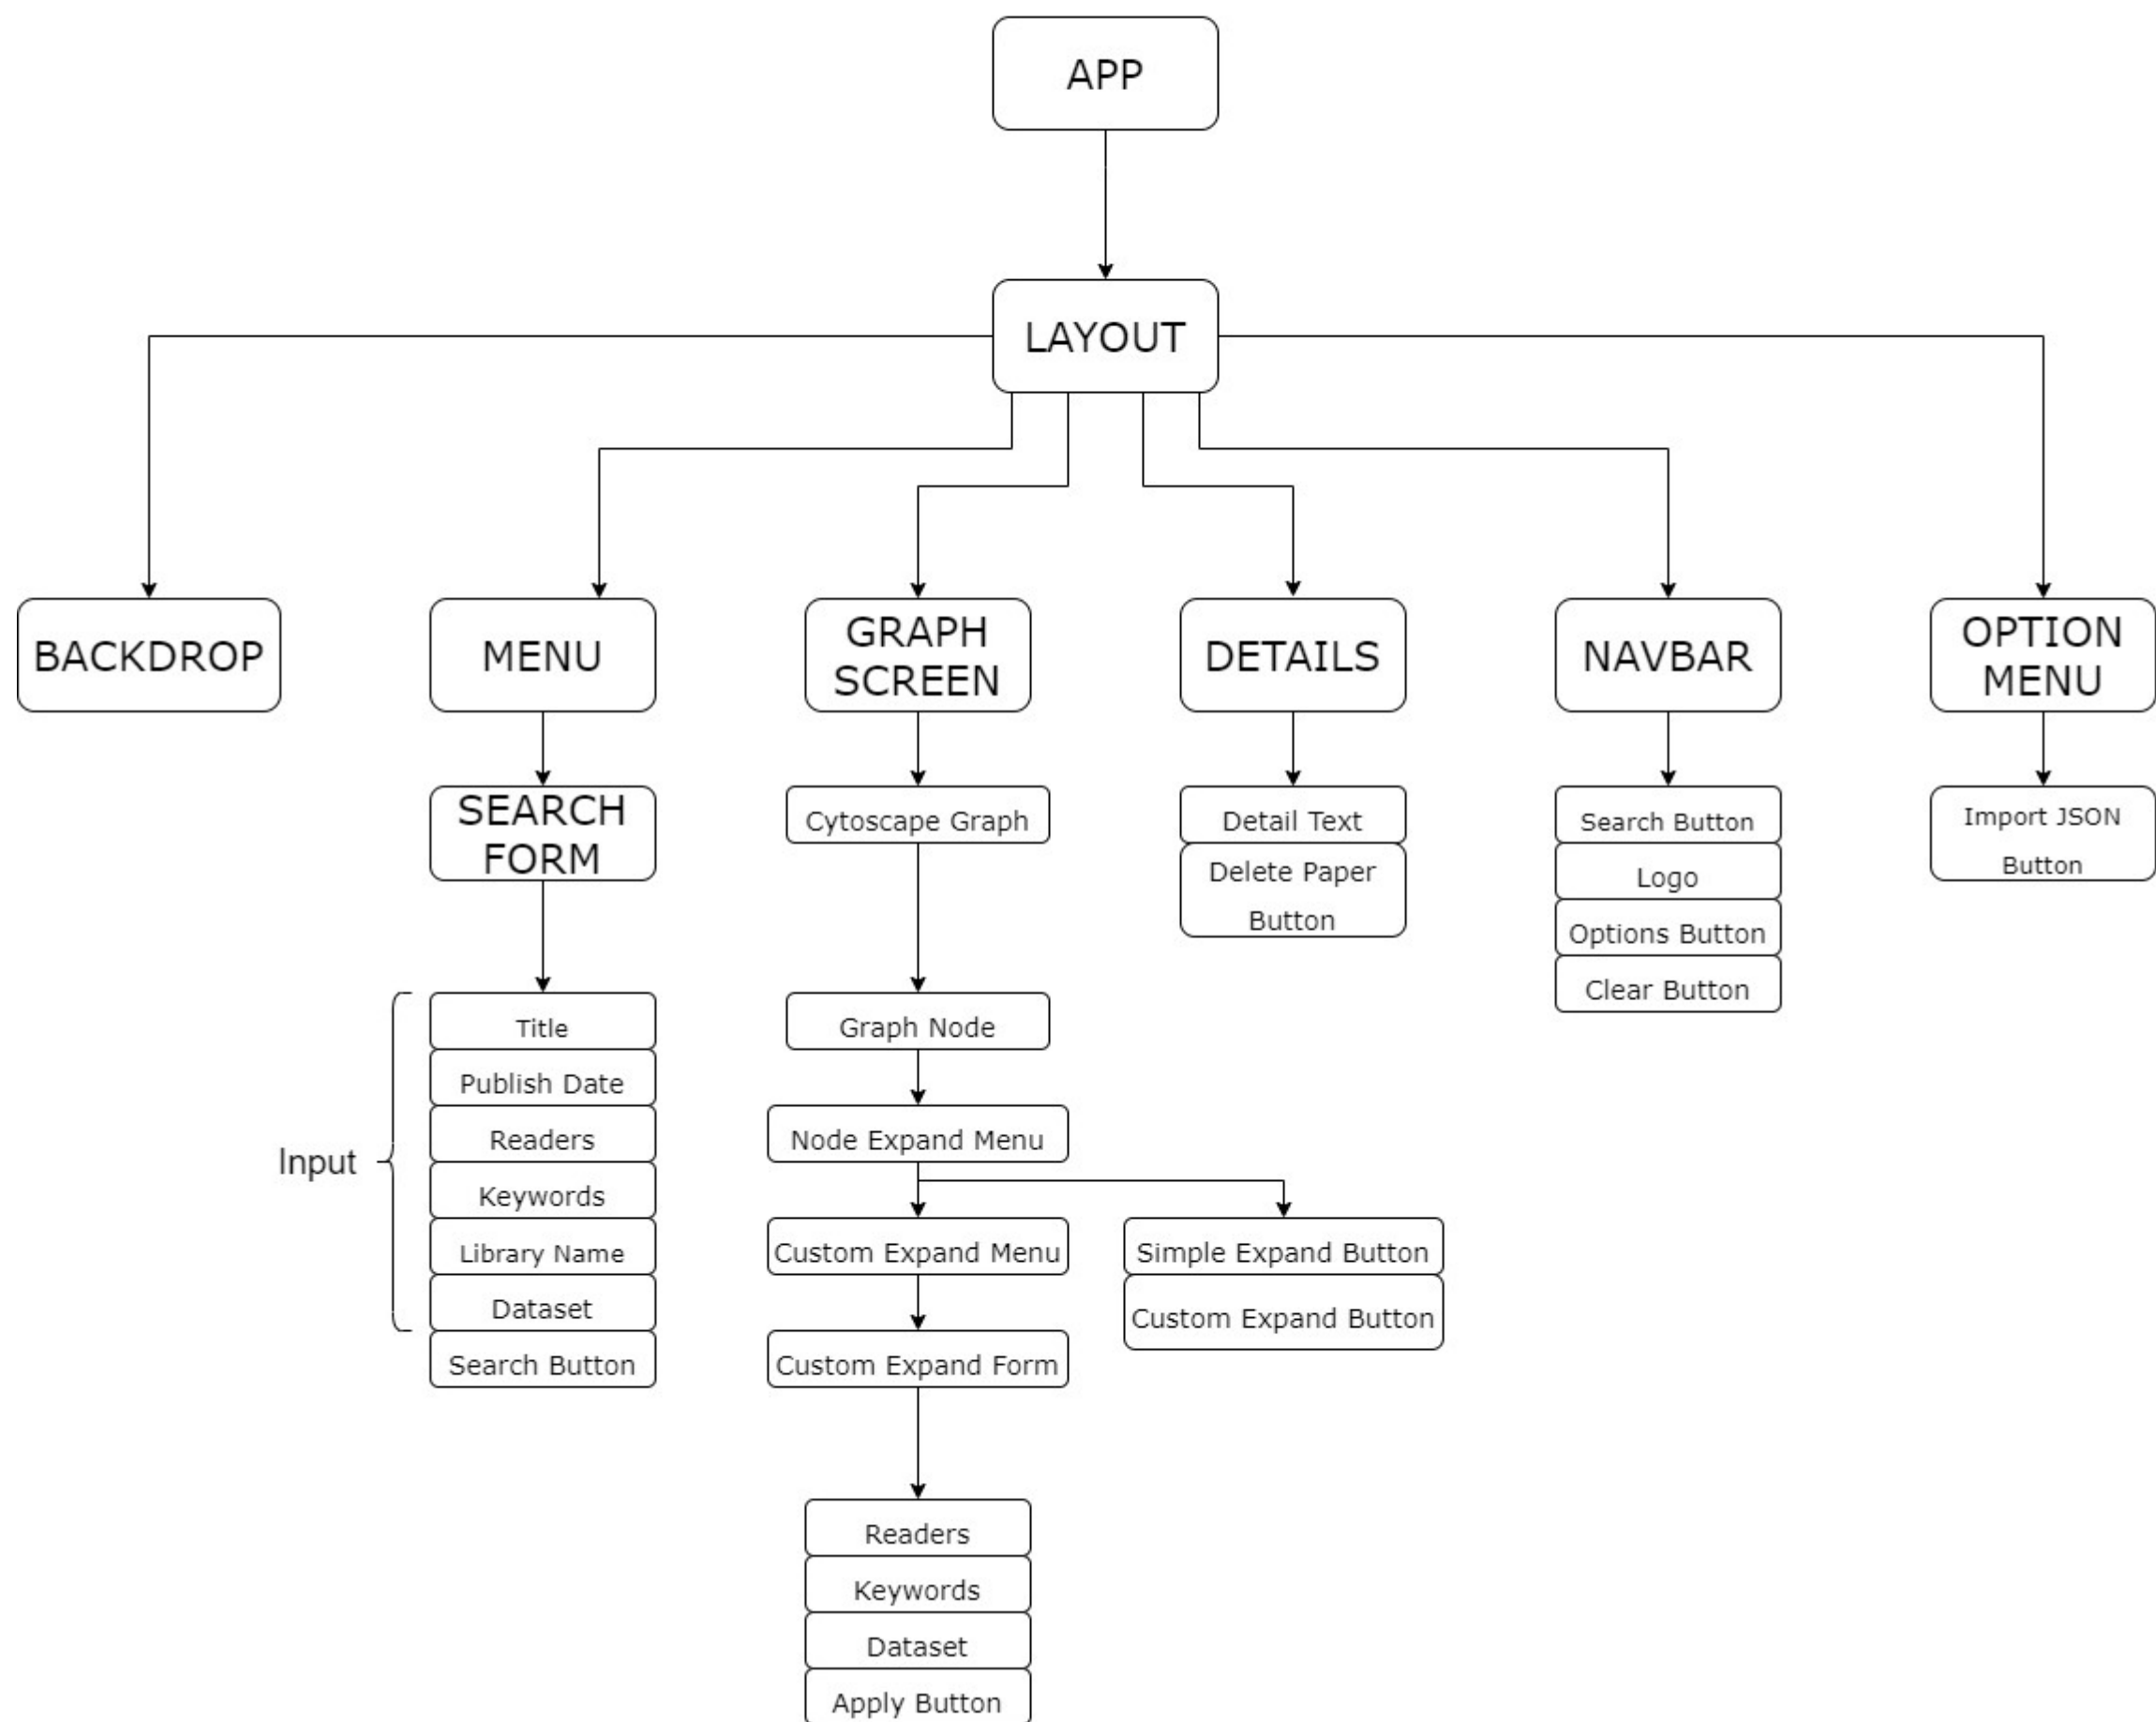 APP
LAYOUT
BACKDROP
MENU
GRAPH
SCREEN
DETAILS
NAVBAR
OPTION
MENU
SEARCH
FORM
Input
Title
Publish Date
Readers
Keywords
Library Name
Dataset
Search Button
Cytoscape Graph
Graph Node
Node Expand Menu
Custom Expand Menu
Custom Expand Form
Readers
Keywords
Dataset
Apply Button
Simple Expand Button
Custom Expand Button
Detail Text
Delete Paper
Button
Search Button
Logo
Options Button
Clear Button
Import JSON
Button